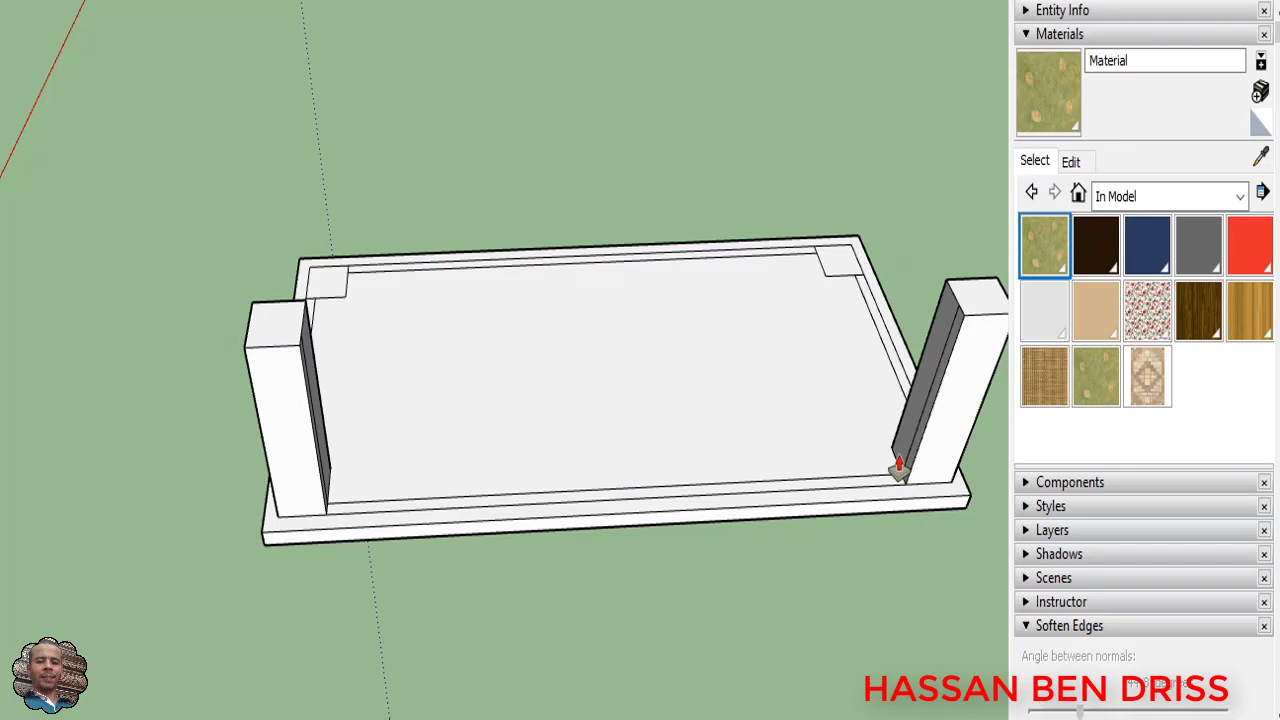 Entity Info
Materials
Material
Select
Edit
In Model
Components
Styles
Layers
Shadows
Scenes
Instructor
Soften Edges
Angle between normals:
HASSAN BEN DRISS